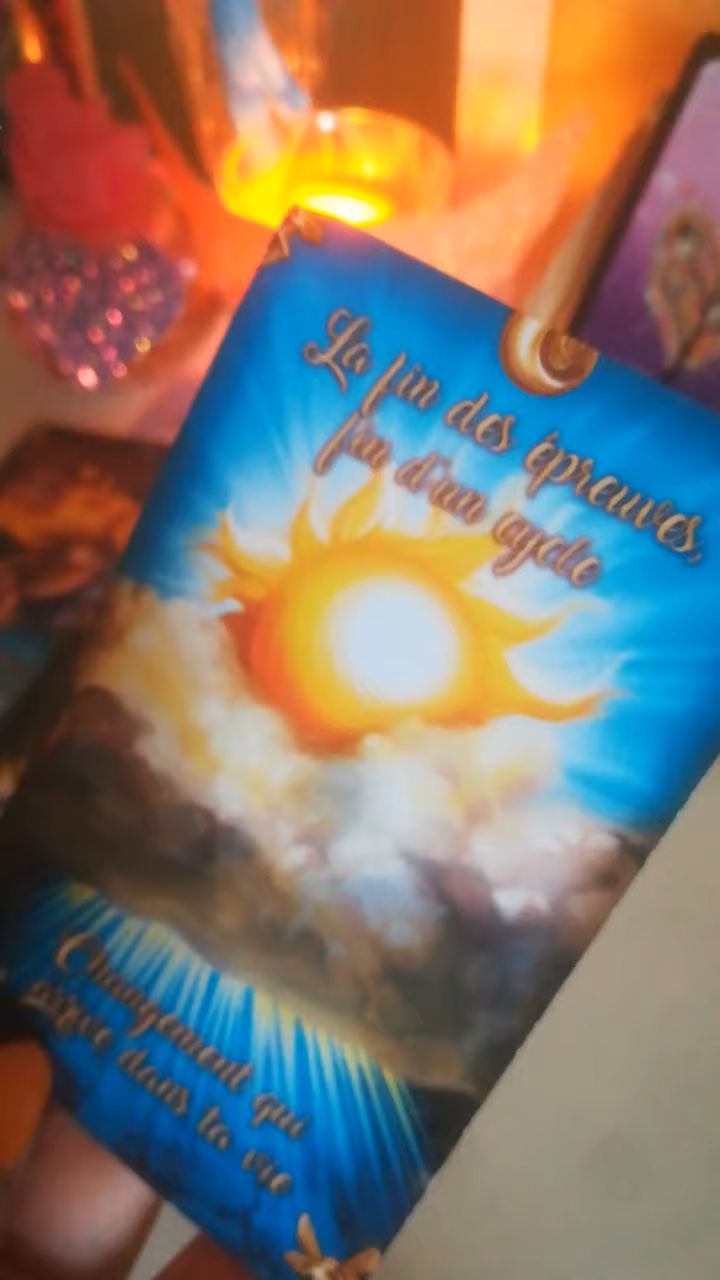 La fin des épreuves,
fin d'un cycle
Changement qui
arrive dans ta vie